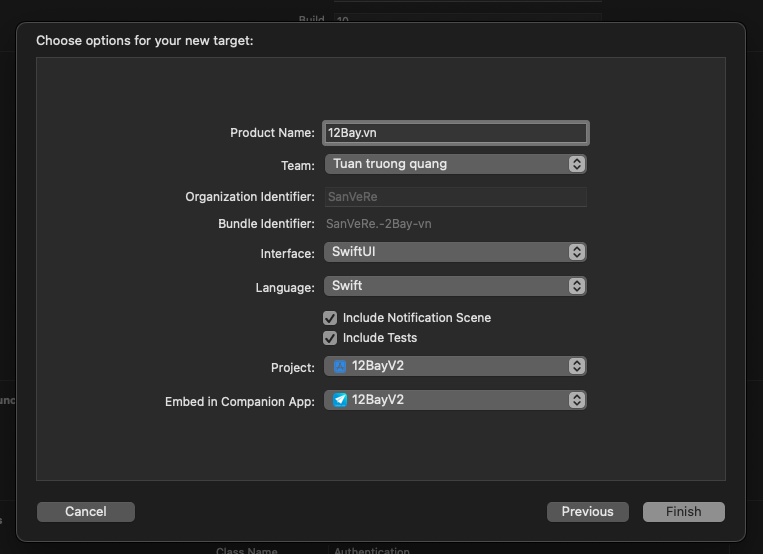 Build 10
Choose options for your new target:
Product Name: 12Bay.vn
Team: Tuan truong quang
Organization Identifier: SanVeRe
Bundle Identifier: SanVeRe.-2Bay-vn
Interface: SwiftUI
Language: Swift
Include Notification Scene
Include Tests
Project: 12BayV2
Embed in Companion App: 12BayV2
Cancel Previous Finish
Class Name Authentication